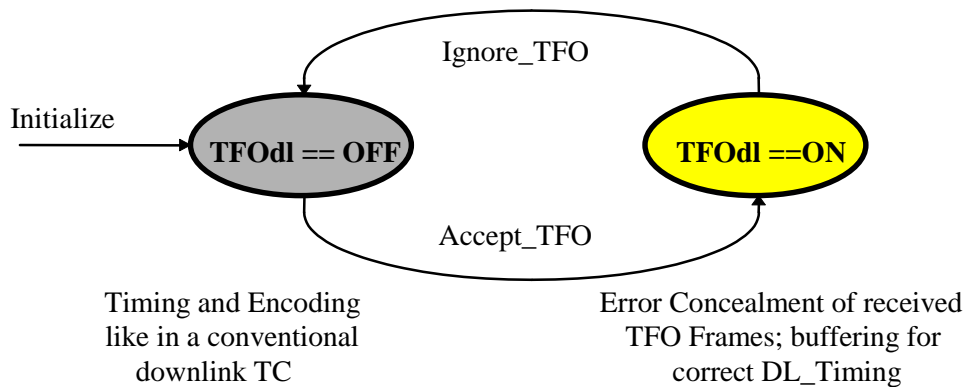 Ignore_TFO
Initialize
TFOdl == OFF
TFOdl ==ON
Accept_TFO
Timing and Encoding
like in a conventional
downlink TC
Error Concealment of received
TFO Frames; buffering for
correct DL_Timing